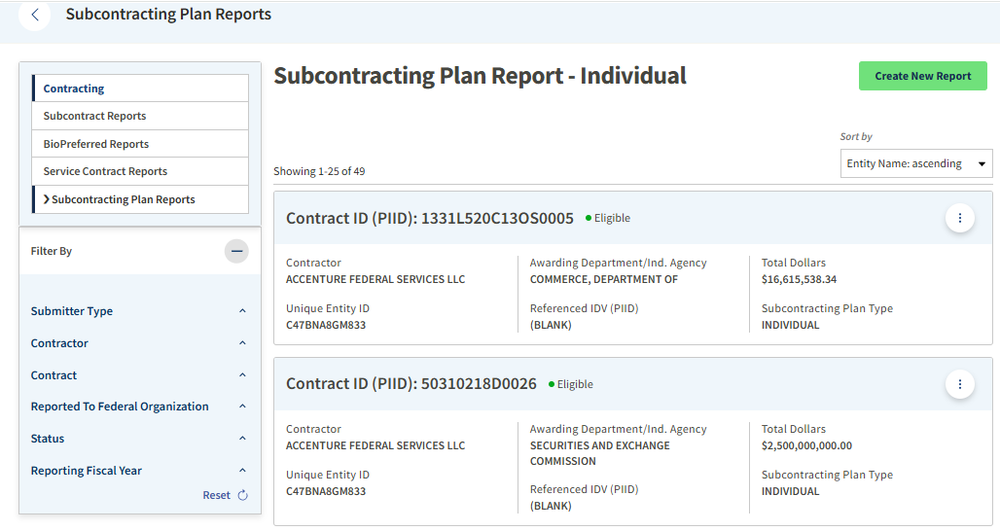 Subcontracting Plan Reports
Contracting
Subcontract Reports
BioPreferred Reports
Service Contract Reports
Subcontracting Plan Reports
Filter By
Submitter Type
Contractor
Contract
Reported To Federal Organization
Status
Reporting Fiscal Year
Reset
Subcontracting Plan Report - Individual
Create New Report
Sort by
Entity Name: ascending
Showing 1-25 of 49
Contract ID (PIID): 1331L520C13OS0005 Eligible
Contractor
ACCENTURE FEDERAL SERVICES LLC
Unique Entity ID
C47BNA8GM833
Awarding Department/Ind. Agency
COMMERCE, DEPARTMENT OF
Referenced IDV (PIID)
(BLANK)
Total Dollars
$16,615,538.34
Subcontracting Plan Type
INDIVIDUAL
Contract ID (PIID): 50310218D0026 Eligible
Contractor
ACCENTURE FEDERAL SERVICES LLC
Unique Entity ID
C47BNA8GM833
Awarding Department/Ind. Agency
SECURITIES AND EXCHANGE
COMMISSION
Referenced IDV (PIID)
(BLANK)
Total Dollars
$2,500,000,000.00
Subcontracting Plan Type
INDIVIDUAL